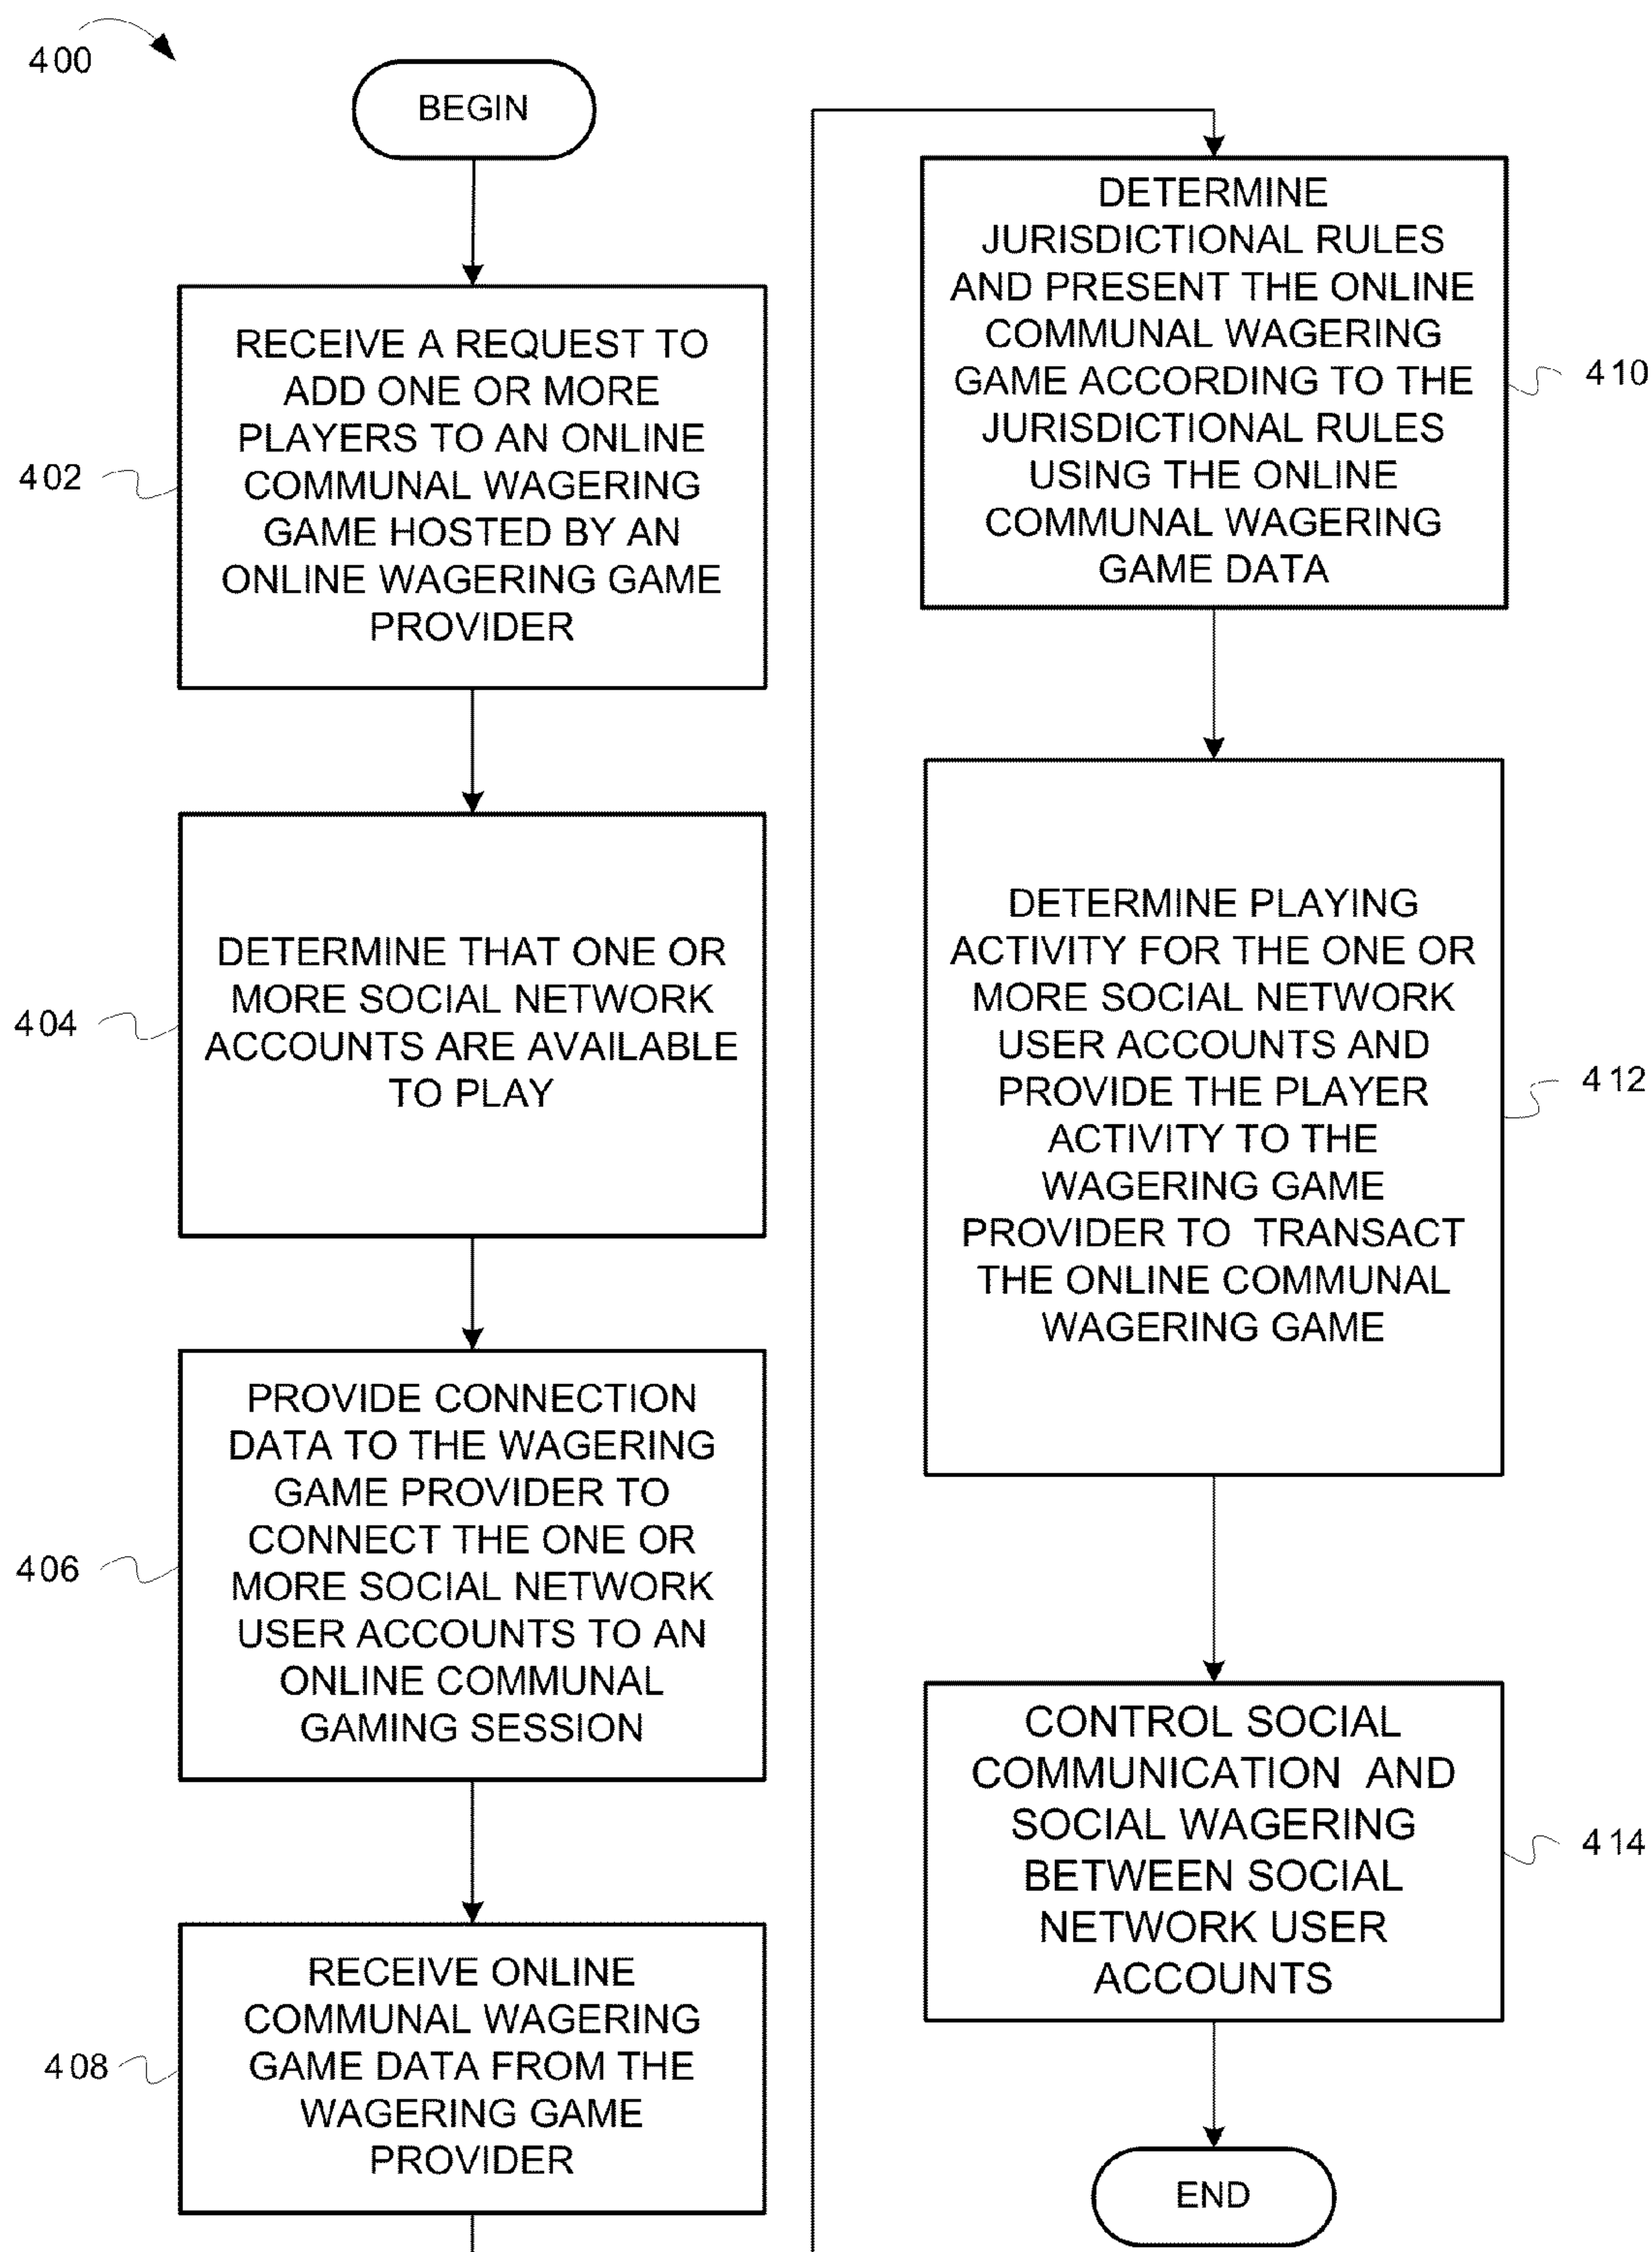 400
BEGIN
402
RECEIVE A REQUEST TO
ADD ONE OR MORE
PLAYERS TO AN ONLINE
COMMUNAL WAGERING
GAME HOSTED BY AN
ONLINE WAGERING GAME
PROVIDER
404
DETERMINE THAT ONE OR
MORE SOCIAL NETWORK
ACCOUNTS ARE AVAILABLE
TO PLAY
406
PROVIDE CONNECTION
DATA TO THE WAGERING
GAME PROVIDER TO
CONNECT THE ONE OR
MORE SOCIAL NETWORK
USER ACCOUNTS TO AN
ONLINE COMMUNAL
GAMING SESSION
408
RECEIVE ONLINE
COMMUNAL WAGERING
GAME DATA FROM THE
WAGERING GAME
PROVIDER
DETERMINE
JURISDICTIONAL RULES
AND PRESENT THE ONLINE
COMMUNAL WAGERING
GAME ACCORDING TO THE
JURISDICTIONAL RULES
USING THE ONLINE
COMMUNAL WAGERING
GAME DATA
410
DETERMINE PLAYING
ACTIVITY FOR THE ONE OR
MORE SOCIAL NETWORK
USER ACCOUNTS AND
PROVIDE THE PLAYER
ACTIVITY TO THE
WAGERING GAME
PROVIDER TO TRANSACT
THE ONLINE COMMUNAL
WAGERING GAME
412
CONTROL SOCIAL
COMMUNICATION AND
SOCIAL WAGERING
BETWEEN SOCIAL
NETWORK USER
ACCOUNTS
414
END